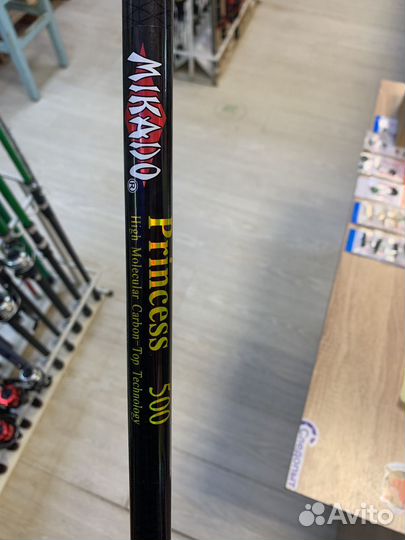 MIKADO®
Princess 500
High Molecular Carbon-Top Technology
Avito